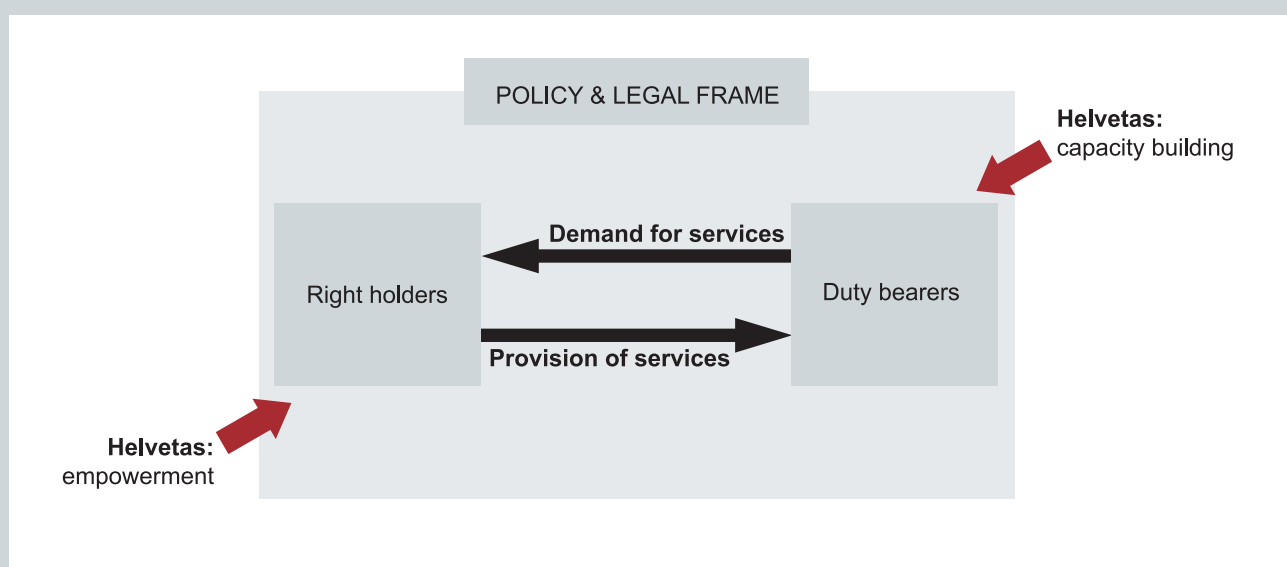 POLICY & LEGAL FRAME
Helvetas:
capacity building
Demand for services
Right holders
Duty bearers
Provision of services
Helvetas:
empowerment